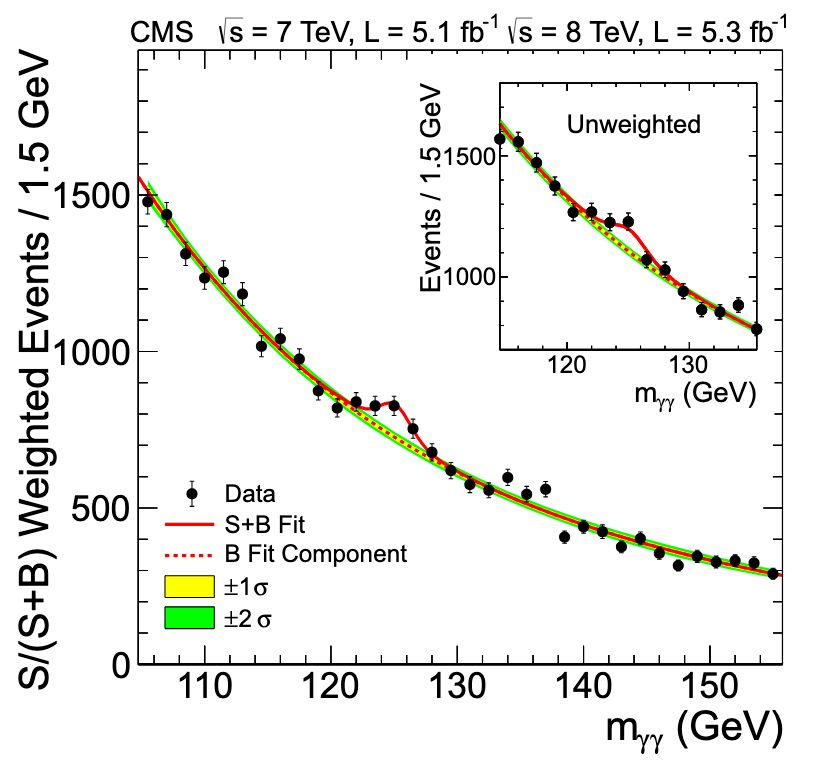 CMS √s = 7 TeV, L = 5.1 fb⁻¹ √s = 8 TeV, L = 5.3 fb⁻¹
S/(S+B) Weighted Events / 1.5 GeV
1500
1000
500
0
110 120 130 140 150
mγγ (GeV)
Data
S+B Fit
B Fit Component
±1σ
±2 σ
Unweighted
Events / 1.5 GeV
1500
1000
120 130
mγγ (GeV)